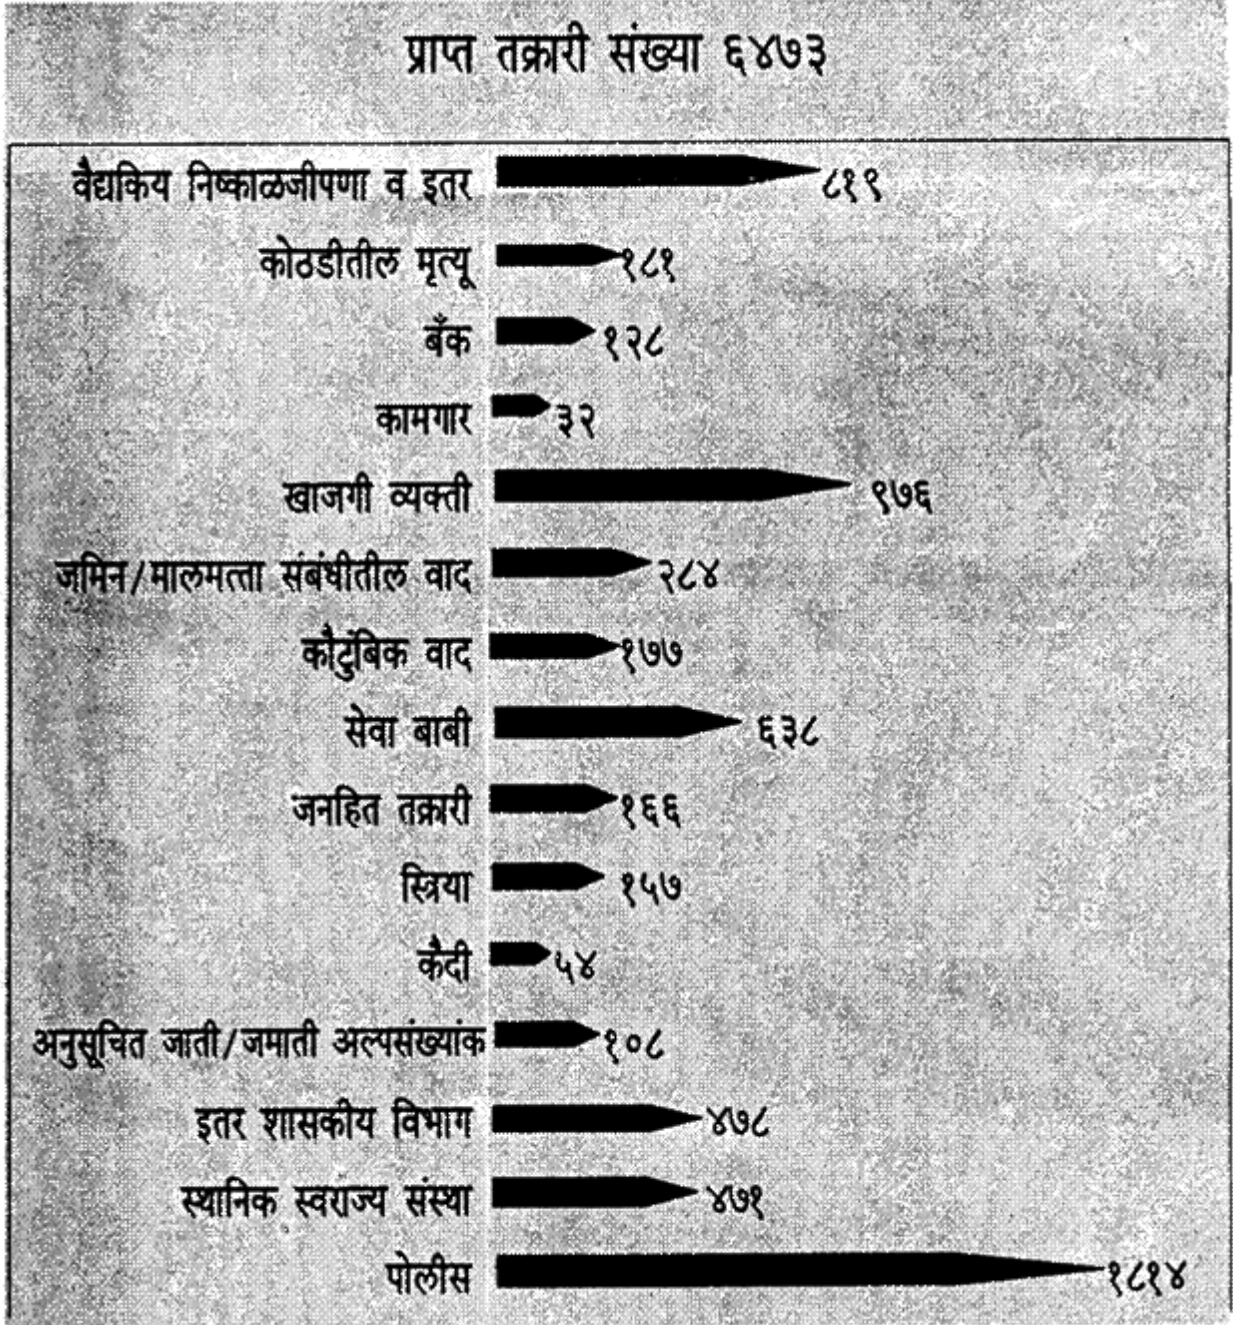 प्राप्त तक्रारी संख्या ६४७३
वैद्यकिय निष्काळजीपणा व इतर ८१९
कोठडीतील मृत्यू १८१
बँक १२८
कामगार ३२
खाजगी व्यक्ती ९७६
जमिन/मालमत्ता संबंधीतील वाद २८४
कौटुंबिक वाद १७७
सेवा बाबी ६३८
जनहित तक्रारी १६६
स्त्रिया १५७
कैदी ५४
अनुसूचित जाती/जमाती अल्पसंख्यांक १०८
इतर शासकीय विभाग ४७८
स्थानिक स्वराज्य संस्था ४७१
पोलीस १८१४